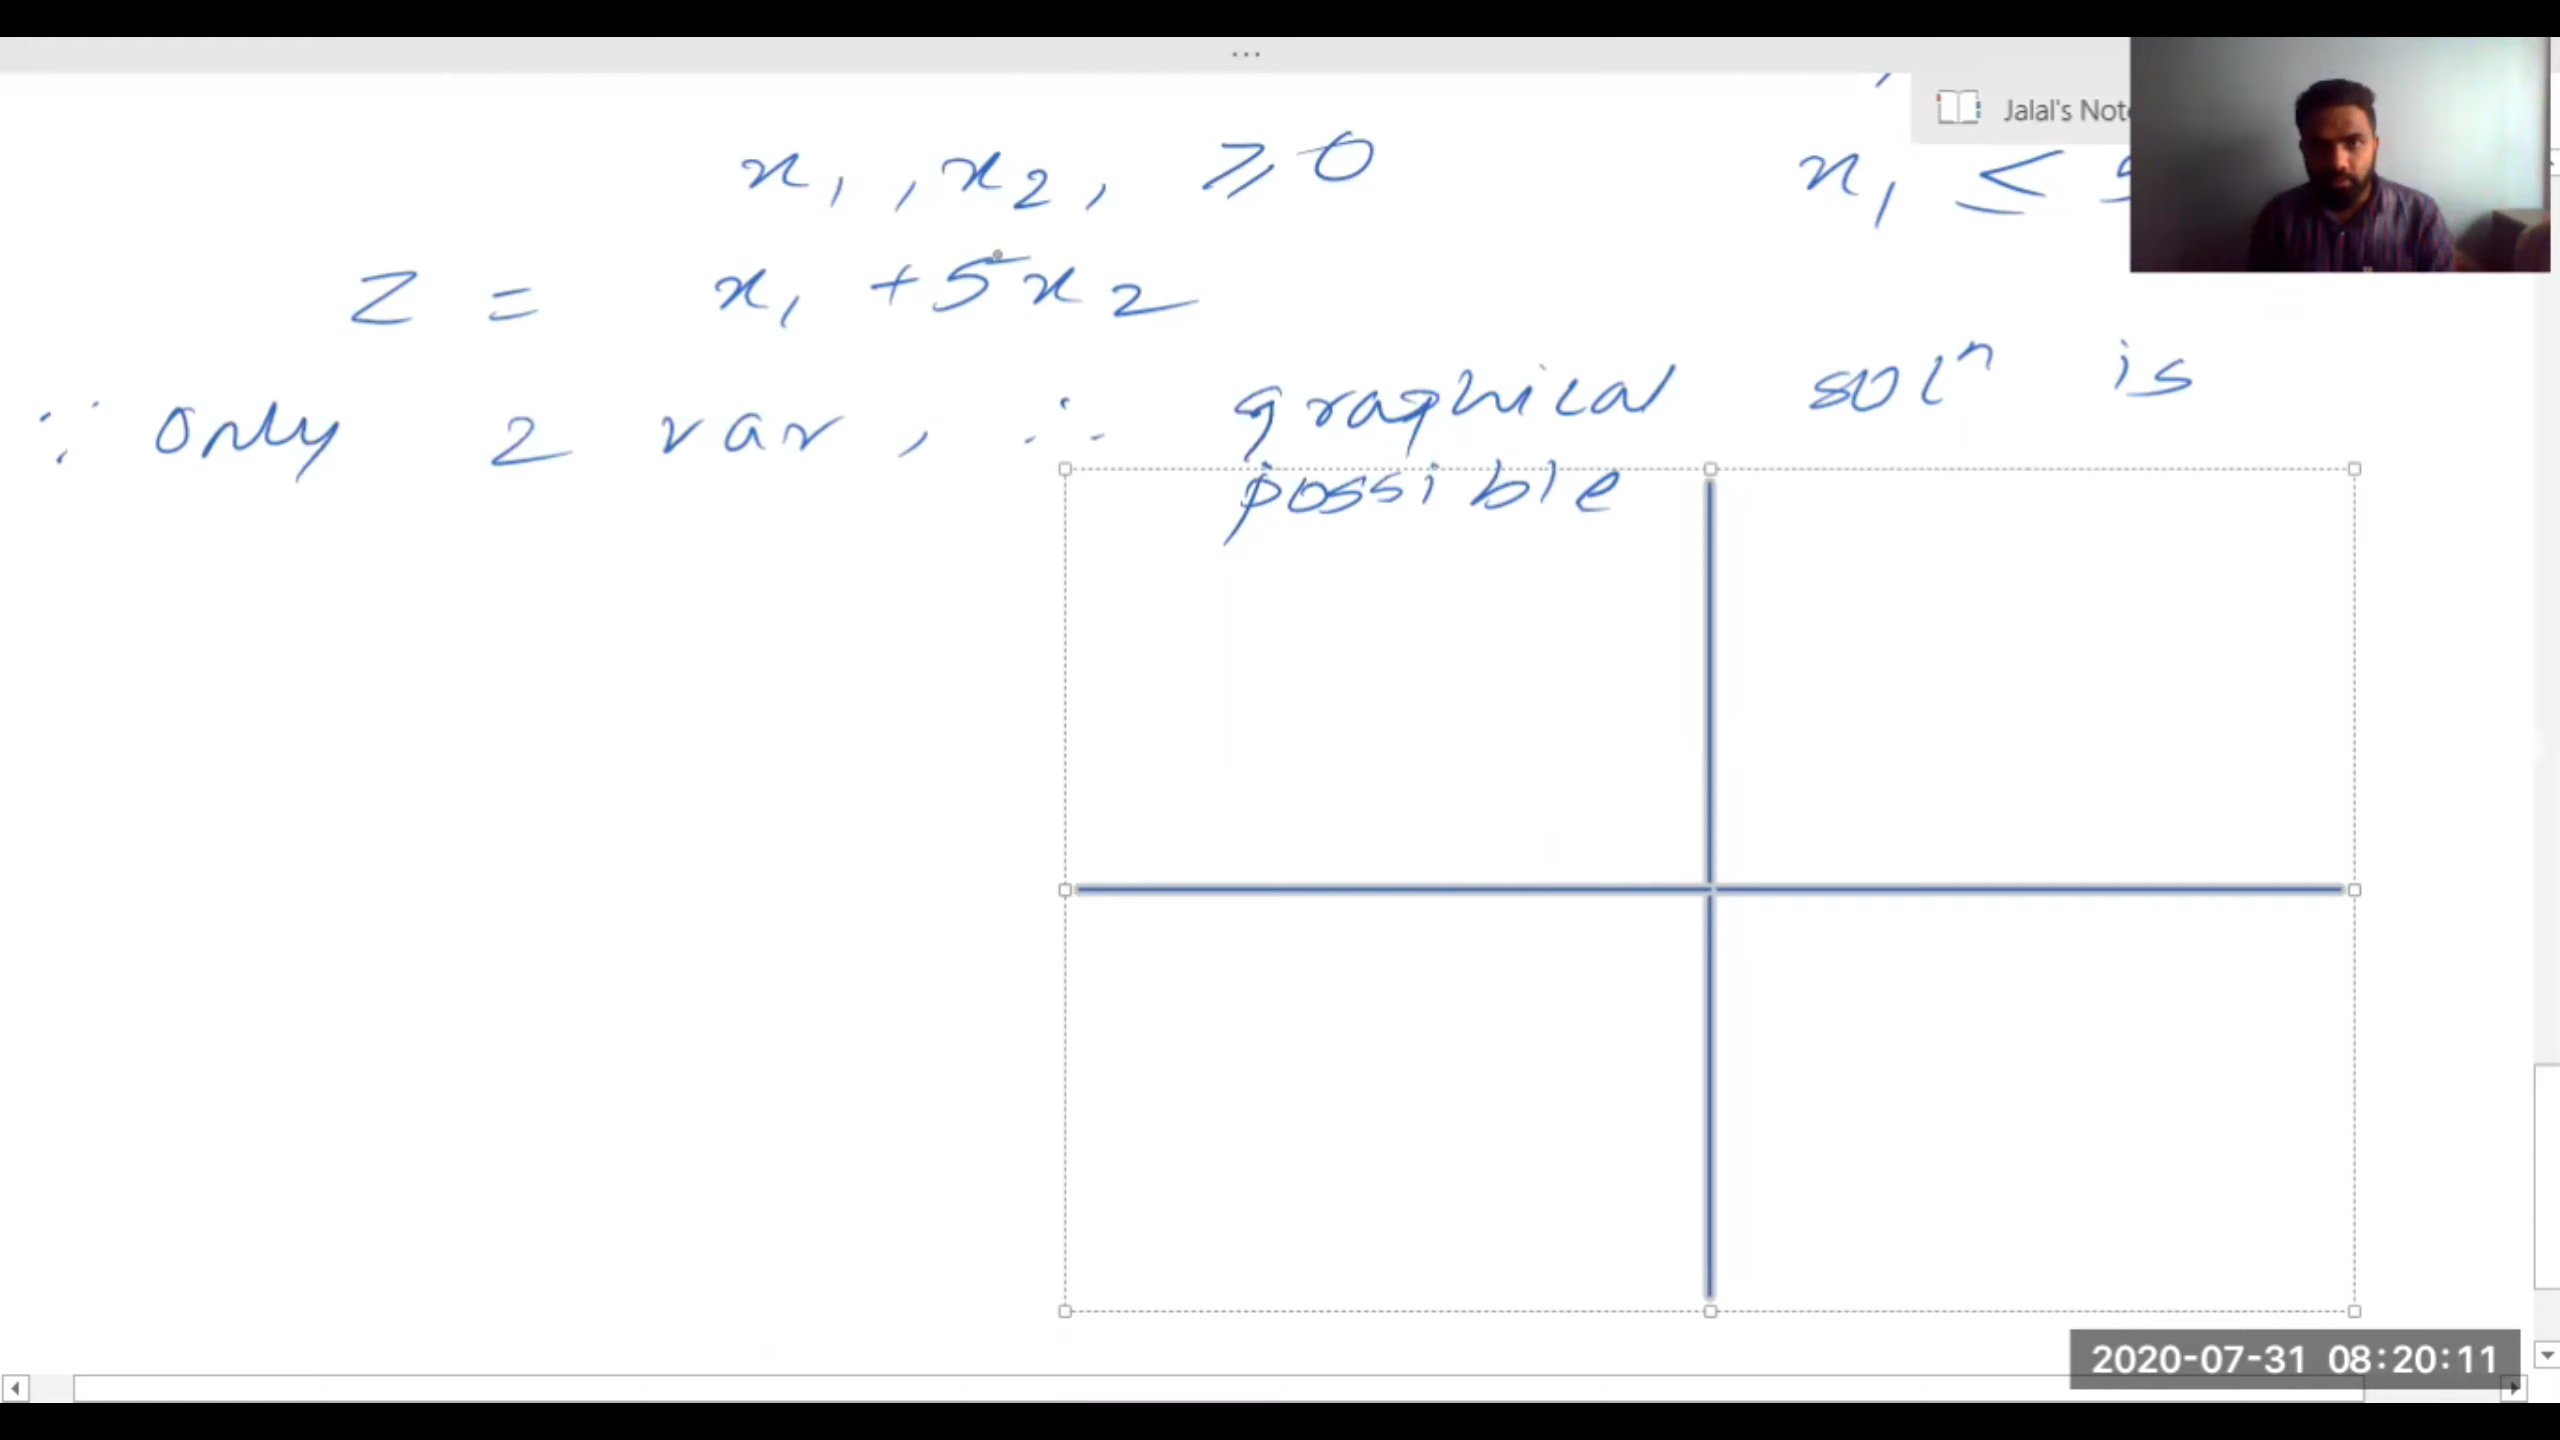 ...
Jalal's Not
x₁, x₂, ≥ 0
x₁ ≤
Z = x₁ + 5x₂
∵ only 2 var, ∴ graphical solⁿ is
possible
2020-07-31 08:20:11